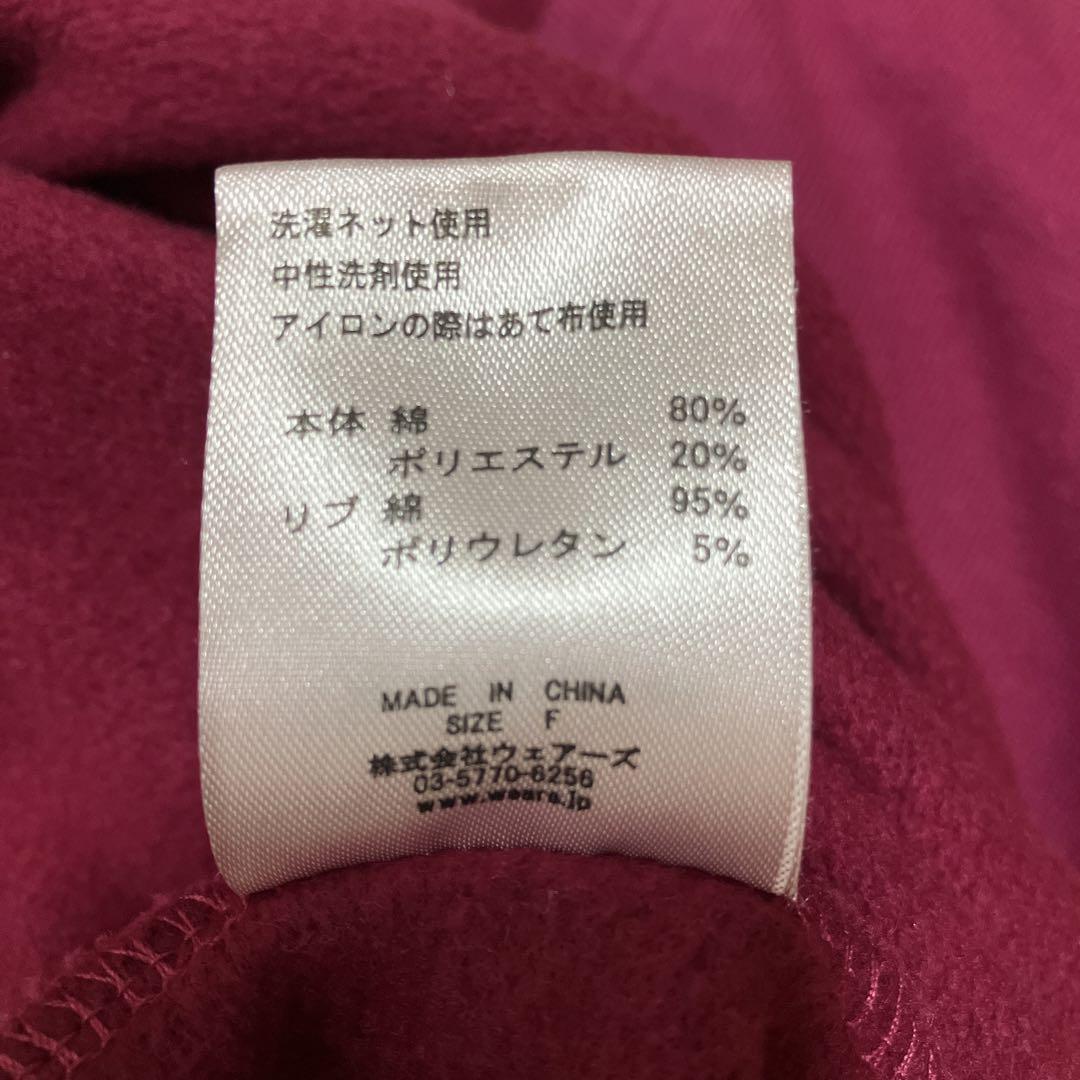 洗濯ネット使用
中性洗剤使用
アイロンの際はあて布使用
本体 綿 80%
ポリエステル 20%
リブ 綿 95%
ポリウレタン 5%
MADE IN CHINA
SIZE F
株式会社ウェアーズ
03-5770-6256
www.weara.jp